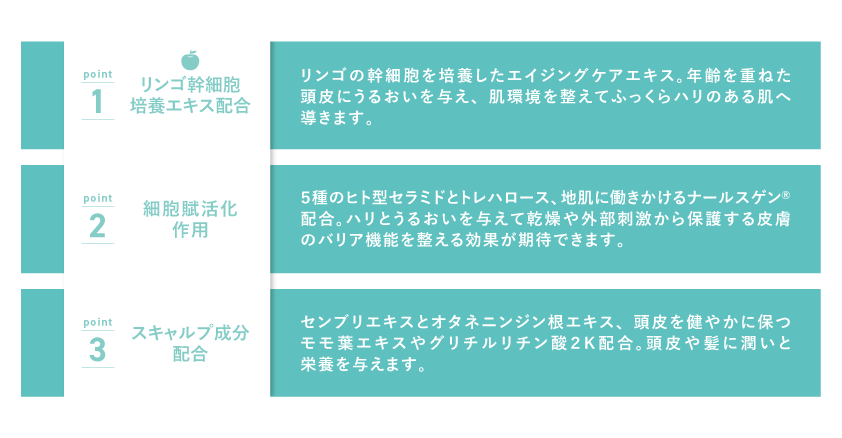 point
1
リンゴ幹細胞
培養エキス配合
リンゴの幹細胞を培養したエイジングケアエキス。年齢を重ねた
頭皮にうるおいを与え、肌環境を整えてふっくらハリのある肌へ
導きます。
point
2
細胞賦活化
作用
5種のヒト型セラミドとトレハロース、地肌に働きかけるナールスゲン®
配合。ハリとうるおいを与えて乾燥や外部刺激から保護する皮膚
のバリア機能を整える効果が期待できます。
point
3
スキャルプ成分
配合
センブリエキスとオタネニンジン根エキス、頭皮を健やかに保つ
モモ葉エキスやグリチルリチン酸2K配合。頭皮や髪に潤いと
栄養を与えます。